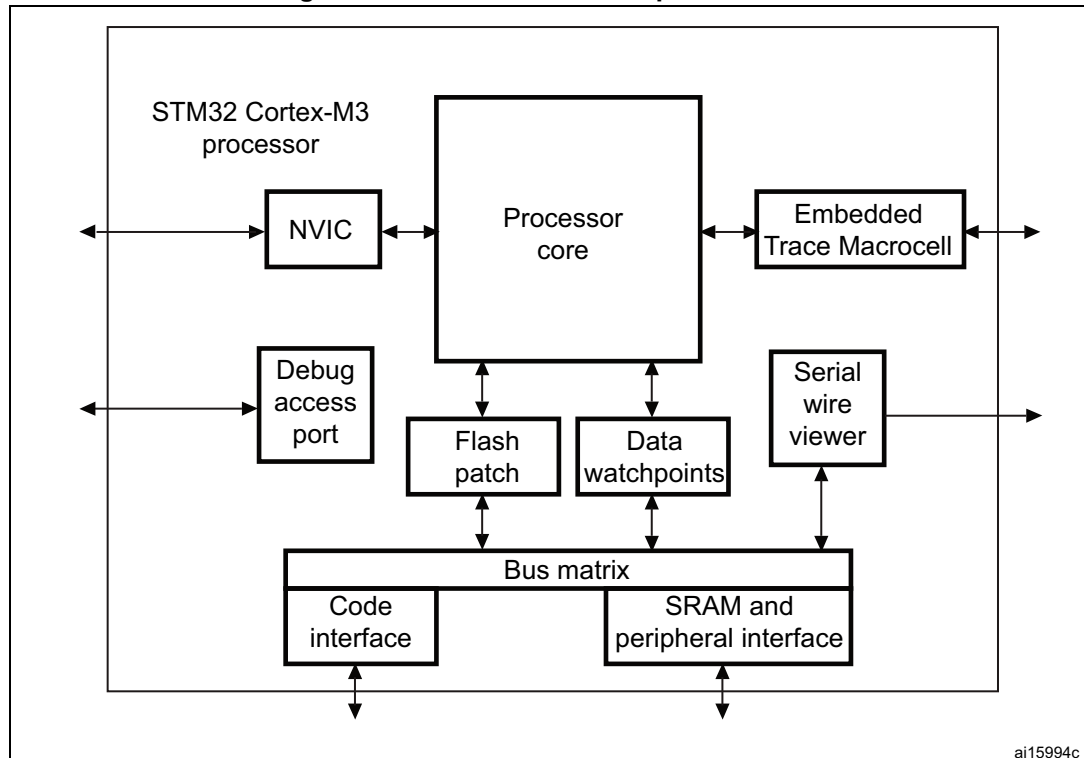 STM32 Cortex-M3
processor
NVIC
Processor
core
Embedded
Trace Macrocell
Debug
access
port
Flash
patch
Data
watchpoints
Serial
wire
viewer
Bus matrix
Code
interface
SRAM and
peripheral interface
ai15994c